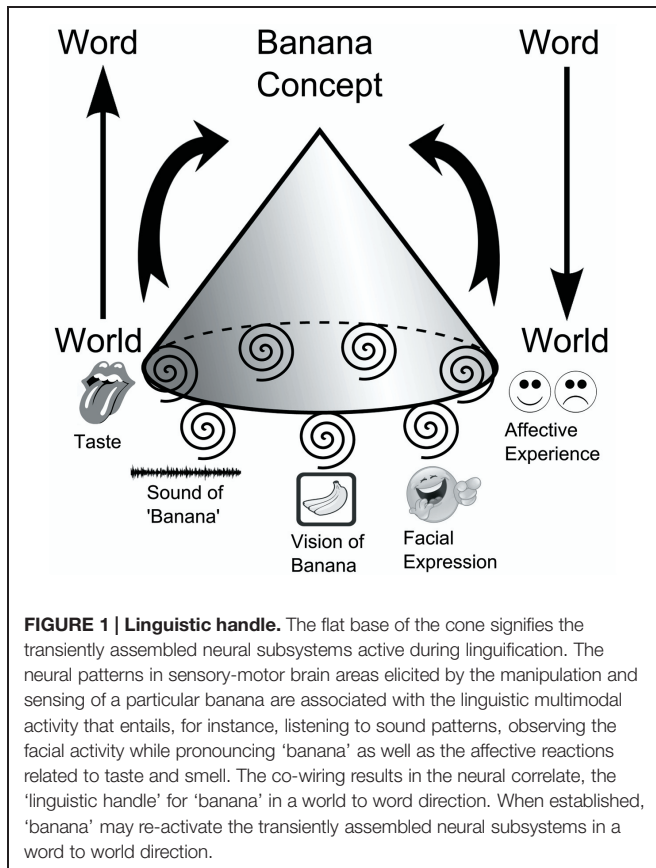 Word
Banana
Concept
Word
World
World
Taste
Sound of
'Banana'
Vision of
Banana
Facial
Expression
Affective
Experience
FIGURE 1 | Linguistic handle. The flat base of the cone signifies the
transiently assembled neural subsystems active during linguification. The
neural patterns in sensory-motor brain areas elicited by the manipulation and
sensing of a particular banana are associated with the linguistic multimodal
activity that entails, for instance, listening to sound patterns, observing the
facial activity while pronouncing ‘banana’ as well as the affective reactions
related to taste and smell. The co-wiring results in the neural correlate, the
‘linguistic handle’ for ‘banana’ in a world to word direction. When established,
‘banana’ may re-activate the transiently assembled neural subsystems in a
word to world direction.